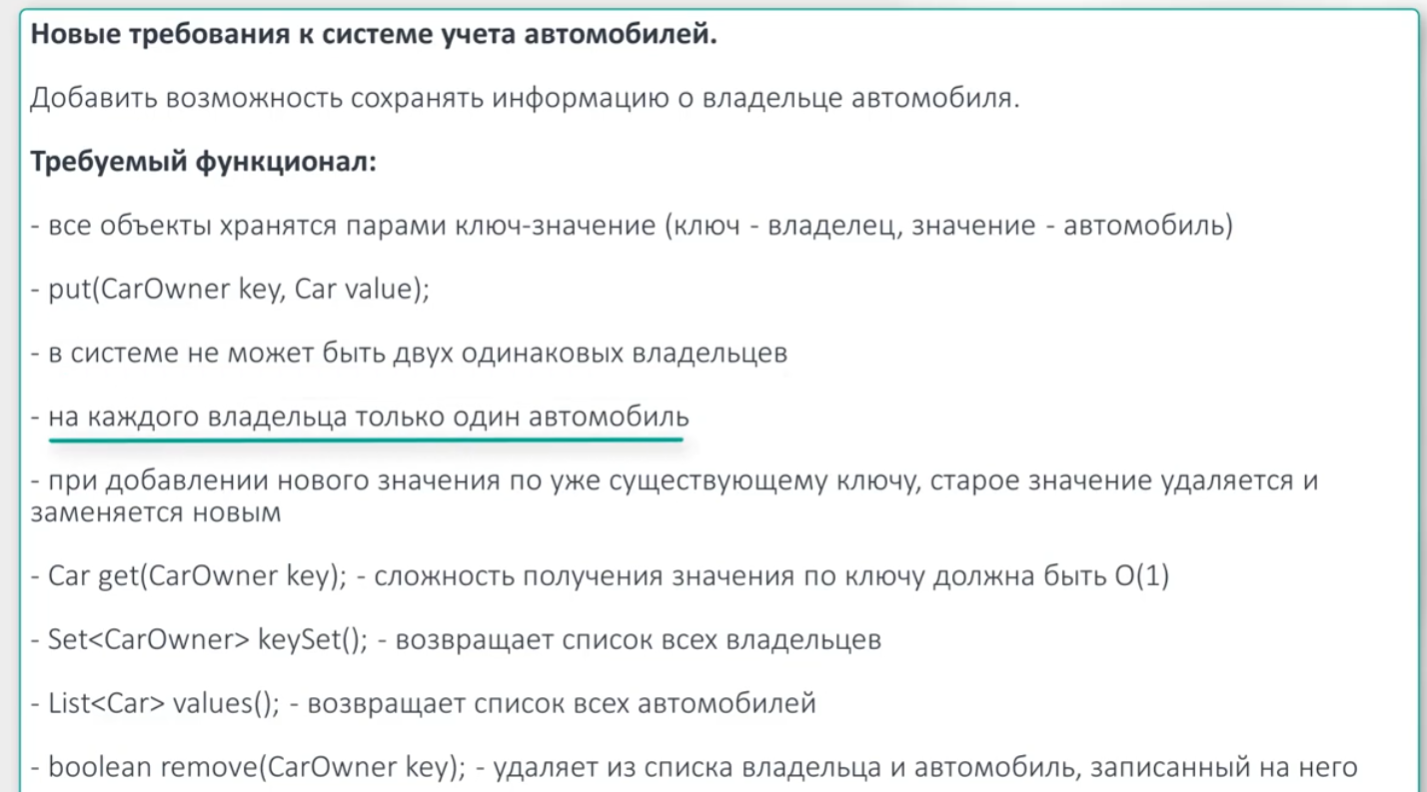 Новые требования к системе учета автомобилей.
Добавить возможность сохранять информацию о владельце автомобиля.
Требуемый функционал:
- все объекты хранятся парами ключ-значение (ключ - владелец, значение - автомобиль)
- put(CarOwner key, Car value);
- в системе не может быть двух одинаковых владельцев
- на каждого владельца только один автомобиль
- при добавлении нового значения по уже существующему ключу, старое значение удаляется и
заменяется новым
- Car get(CarOwner key); - сложность получения значения по ключу должна быть O(1)
- Set<CarOwner> keySet(); - возвращает список всех владельцев
- List<Car> values(); - возвращает список всех автомобилей
- boolean remove(CarOwner key); - удаляет из списка владельца и автомобиль, записанный на него